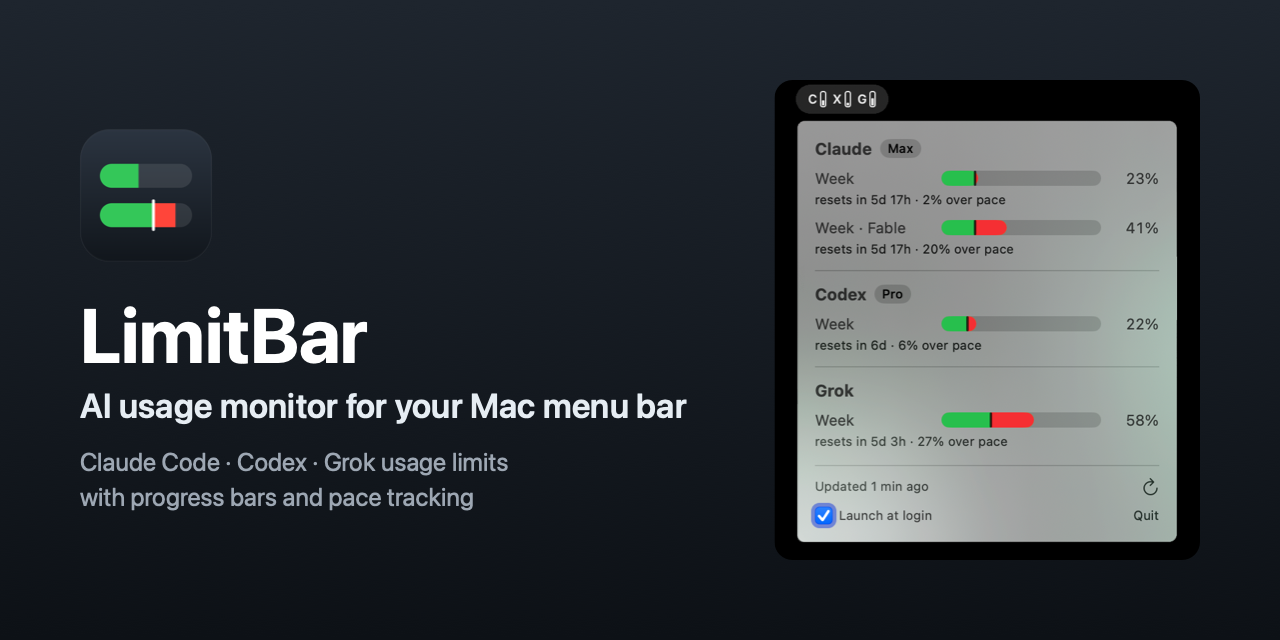 LimitBar
AI usage monitor for your Mac menu bar
Claude Code · Codex · Grok usage limits
with progress bars and pace tracking
C X G
Claude Max
Week 23%
resets in 5d 17h · 2% over pace
Week · Fable 41%
resets in 5d 17h · 20% over pace
Codex Pro
Week 22%
resets in 6d · 6% over pace
Grok
Week 58%
resets in 5d 3h · 27% over pace
Updated 1 min ago
Launch at login Quit